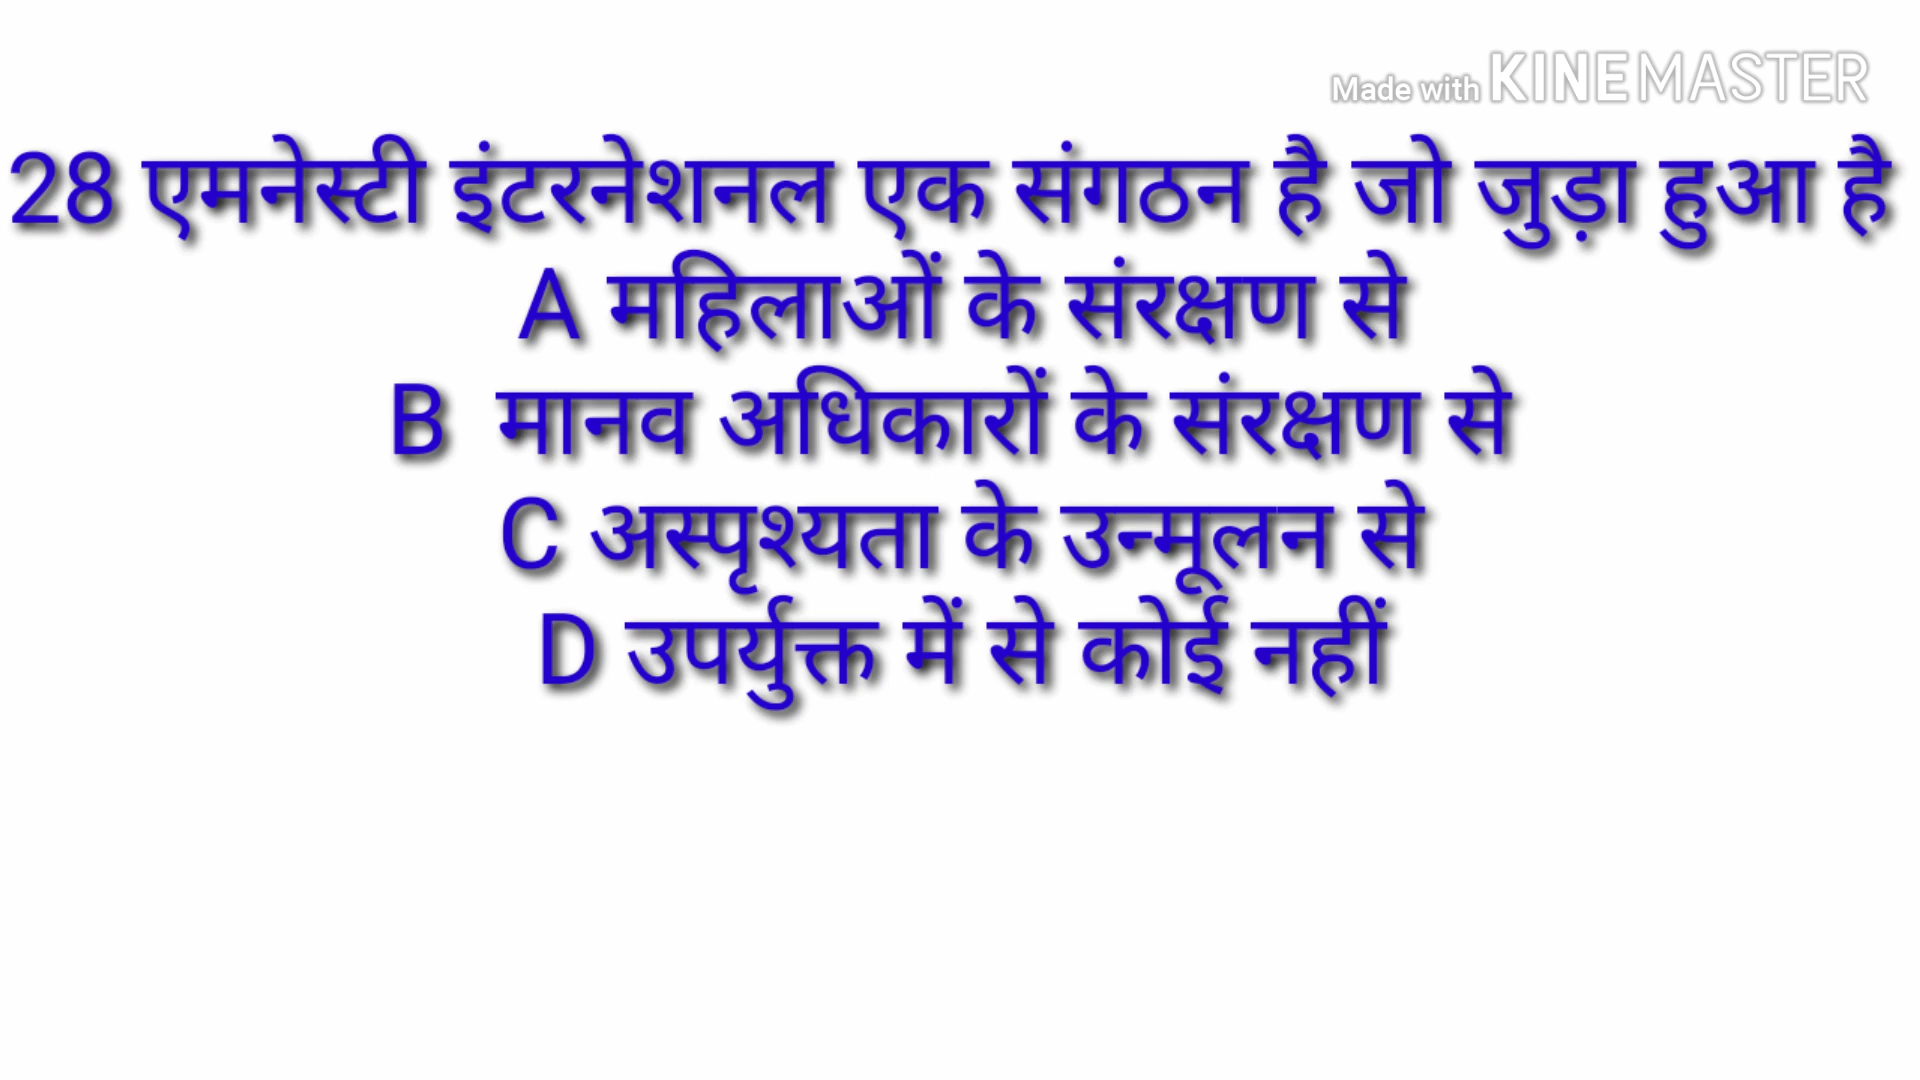 Made with KINEMASTER
28 एमनेस्टी इंटरनेशनल एक संगठन है जो जुड़ा हुआ है
A महिलाओं के संरक्षण से
B मानव अधिकारों के संरक्षण से
C अस्पृश्यता के उन्मूलन से
D उपर्युक्त में से कोई नहीं